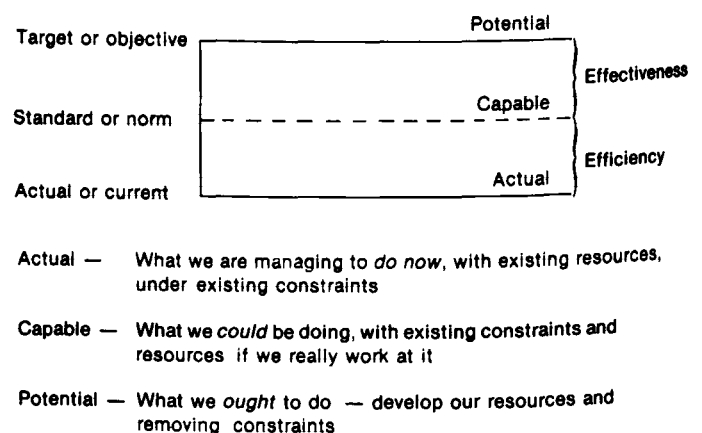 Potential
Target or objective
Effectiveness
Capable
Standard or norm
Efficiency
Actual
Actual or current
Actual — What we are managing to do now, with existing resources,
under existing constraints
Capable — What we could be doing, with existing constraints and
resources if we really work at it
Potential — What we ought to do — develop our resources and
removing constraints